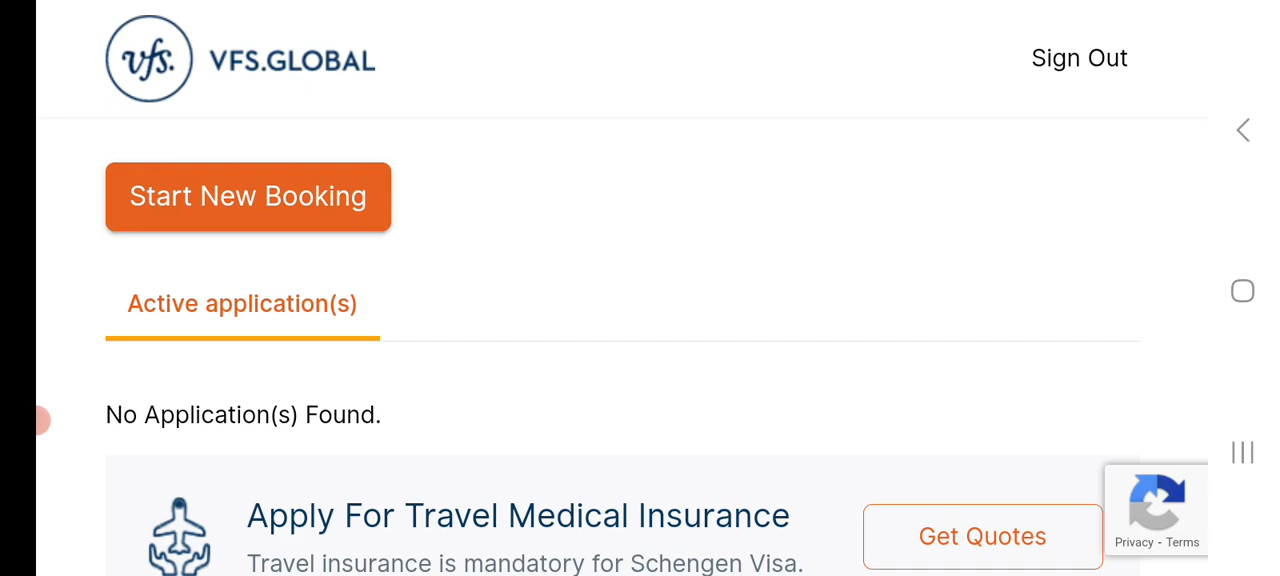 vfs. VFS.GLOBAL
Sign Out
Start New Booking
Active application(s)
No Application(s) Found.
Apply For Travel Medical Insurance
Get Quotes
Travel insurance is mandatory for Schengen Visa.
Privacy - Terms